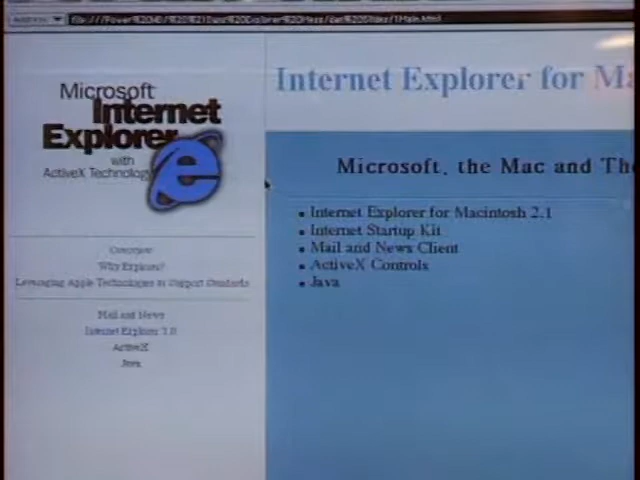 Address
Microsoft
Internet
Explorer
with
ActiveX Technology
Overview
Why Explorer?
Leveraging Apple Technologies to Support Standards
Mail and News
Internet Explorer 3.0
ActiveX
Java
Internet Explorer for Ma
Microsoft, the Mac and The
Internet Explorer for Macintosh 2.1
Internet Startup Kit
Mail and News Client
ActiveX Controls
Java